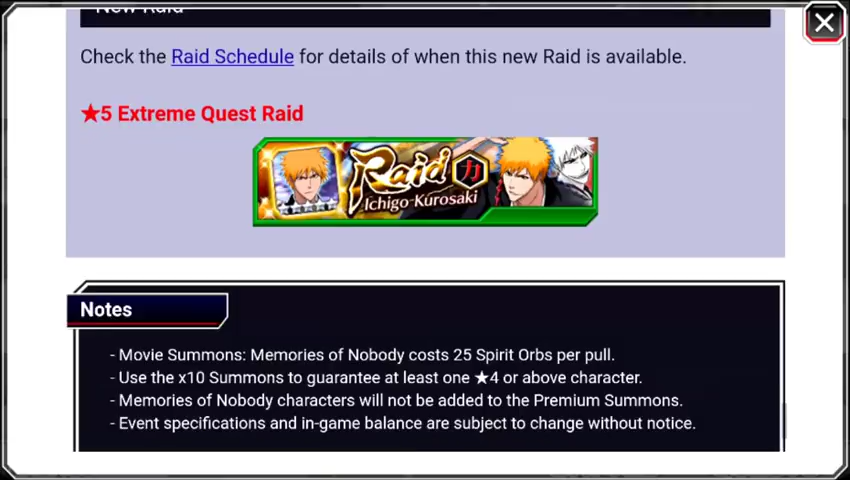 New Raid
Check the Raid Schedule for details of when this new Raid is available.
★5 Extreme Quest Raid
Raid 力
Ichigo Kurosaki
Notes
- Movie Summons: Memories of Nobody costs 25 Spirit Orbs per pull.
- Use the x10 Summons to guarantee at least one ★4 or above character.
- Memories of Nobody characters will not be added to the Premium Summons.
- Event specifications and in-game balance are subject to change without notice.